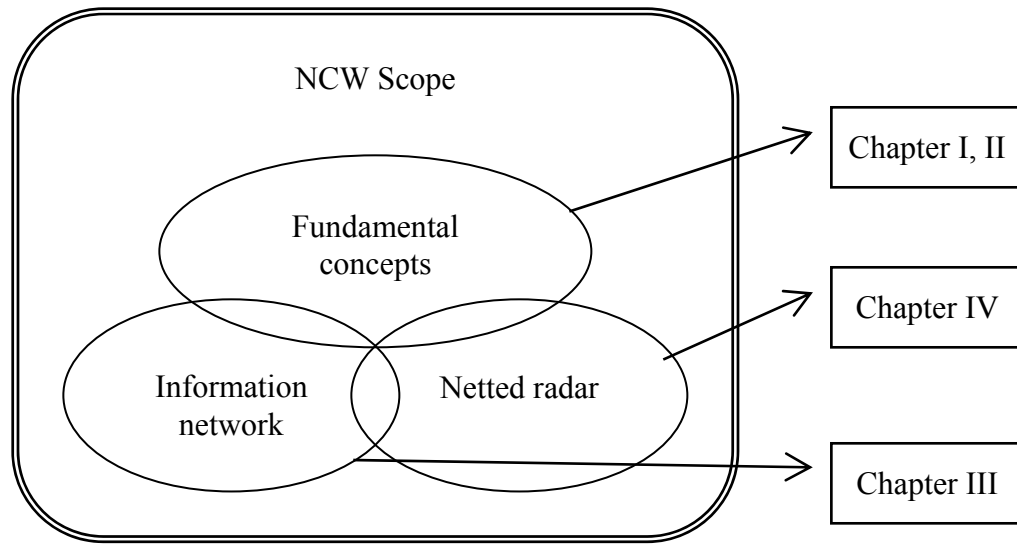 NCW Scope
Chapter I, II
Fundamental
concepts
Chapter IV
Information
network
Netted radar
Chapter III